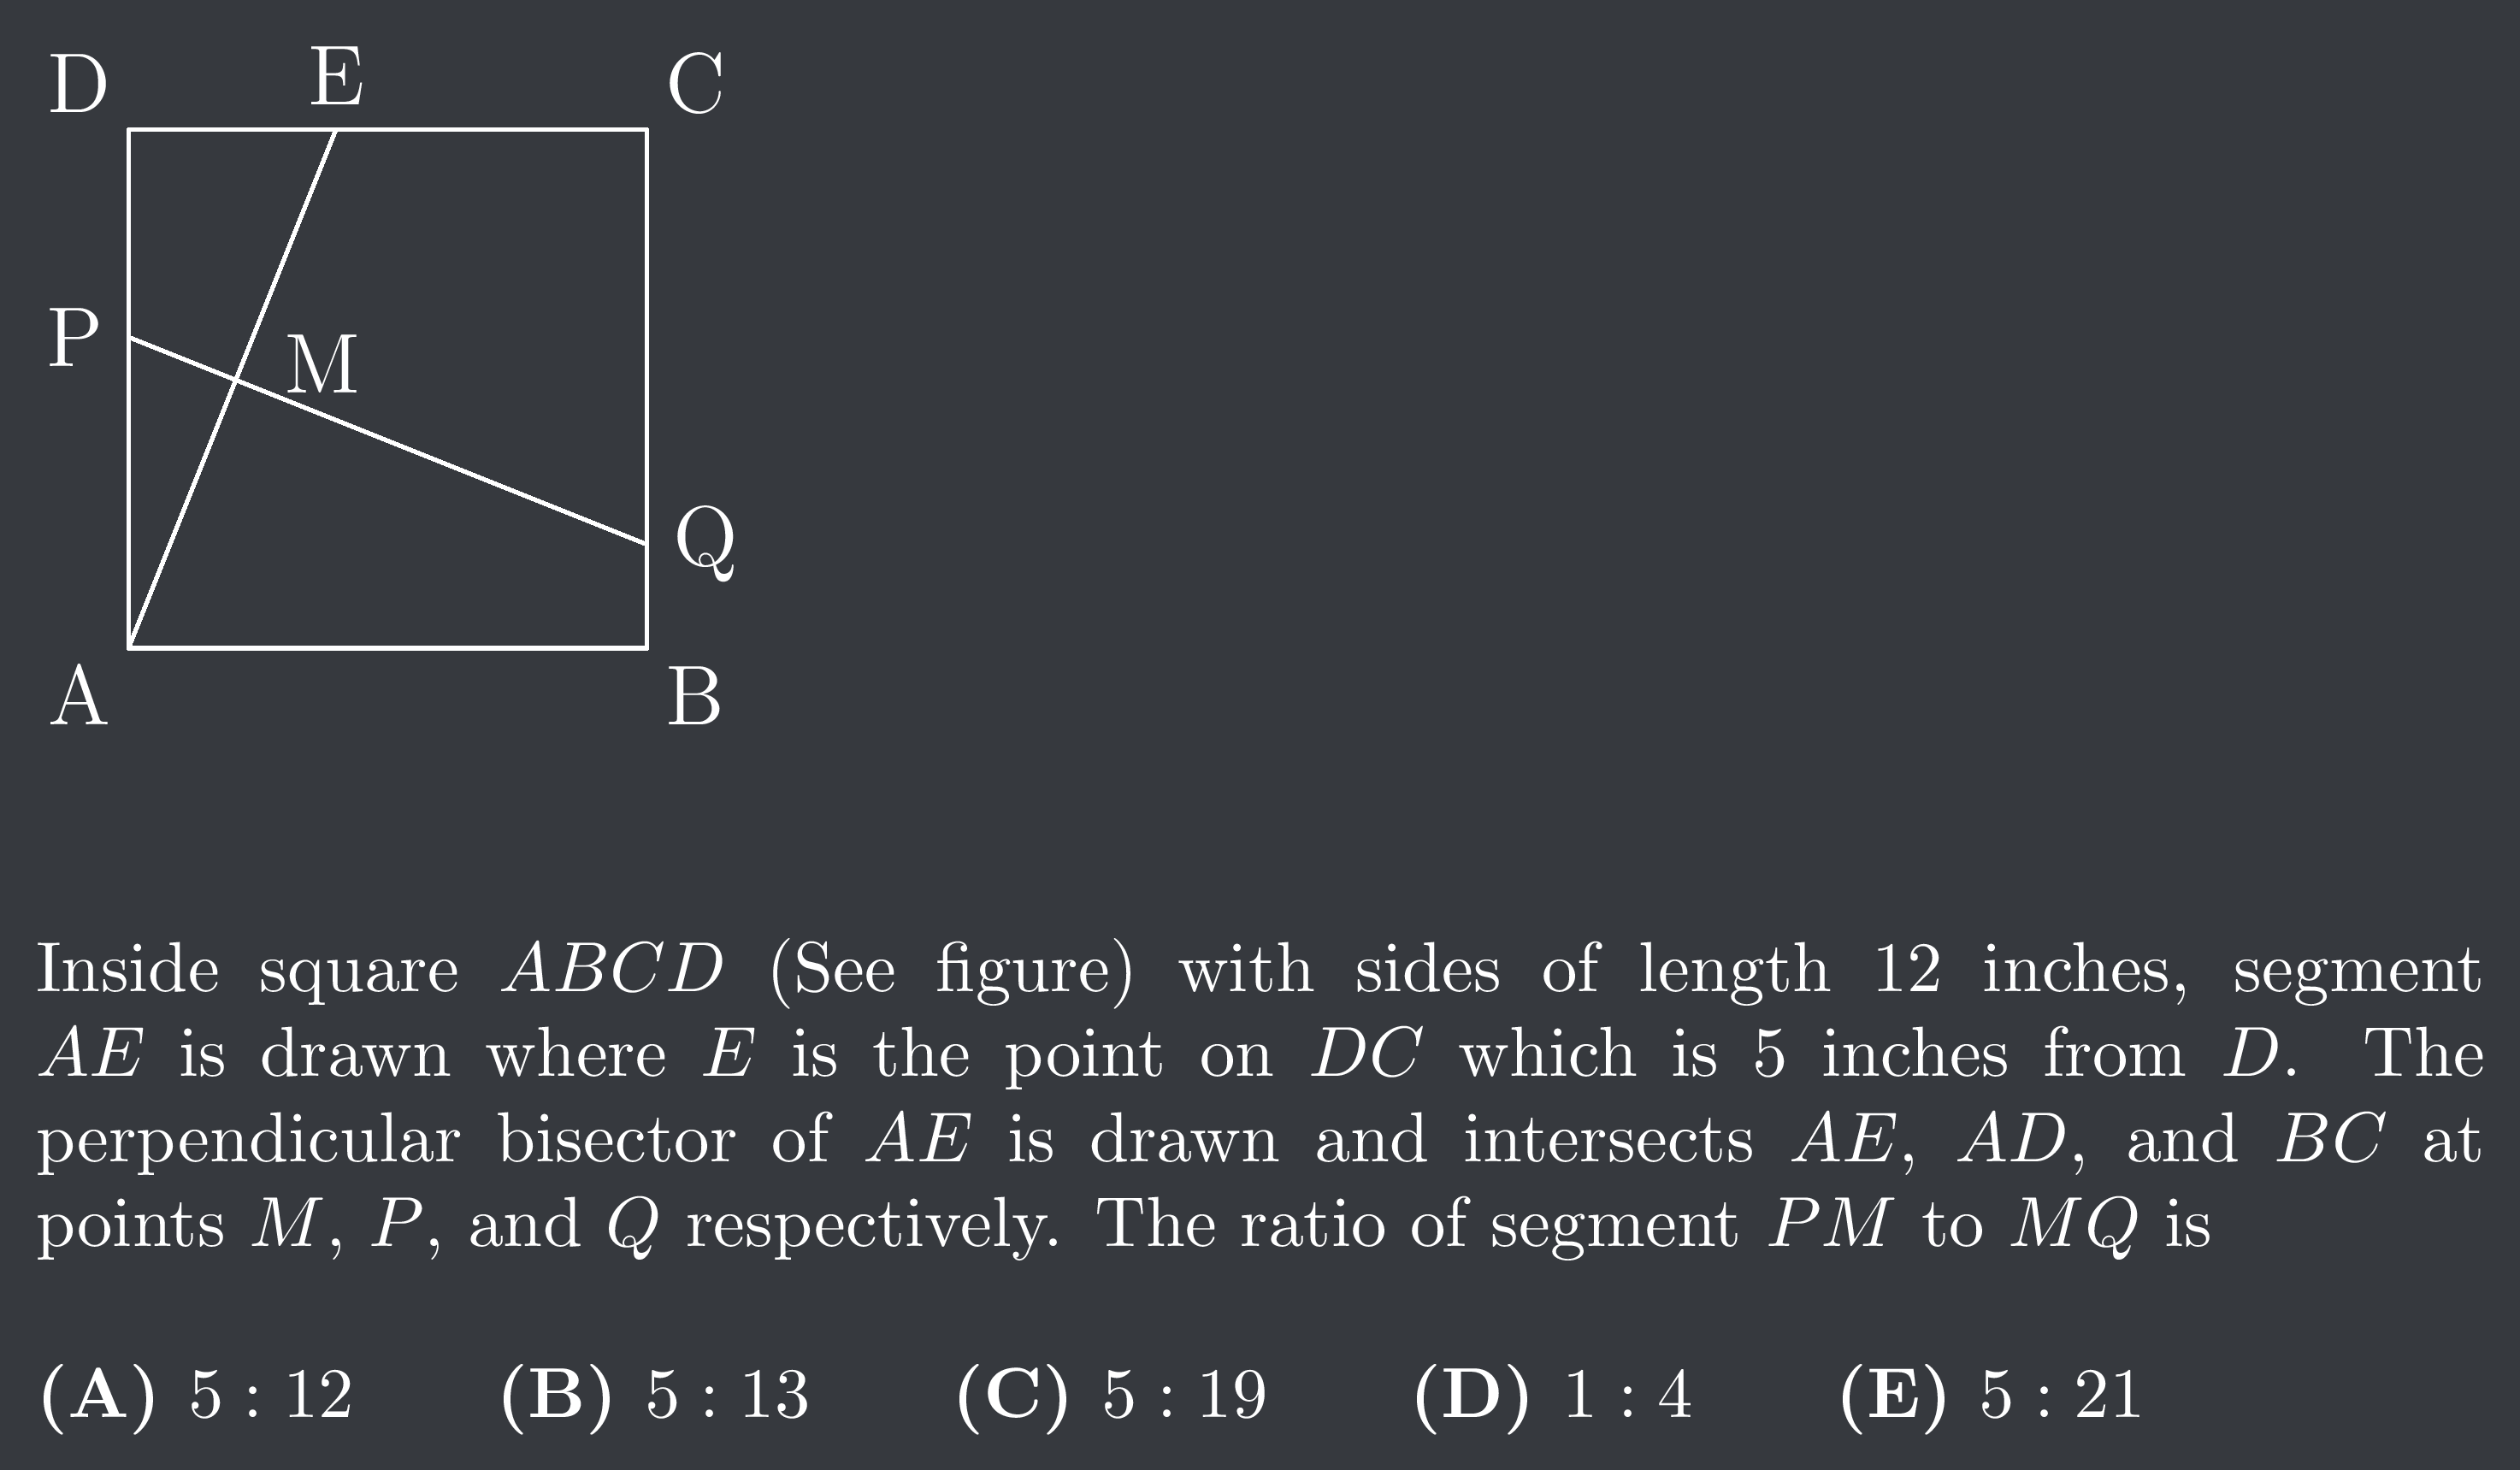 D E C
P M
Q
A B
Inside square ABCD (See figure) with sides of length 12 inches, segment
AE is drawn where E is the point on DC which is 5 inches from D. The
perpendicular bisector of AE is drawn and intersects AE, AD, and BC at
points M, P, and Q respectively. The ratio of segment PM to MQ is
(A) 5 : 12 (B) 5 : 13 (C) 5 : 19 (D) 1 : 4 (E) 5 : 21